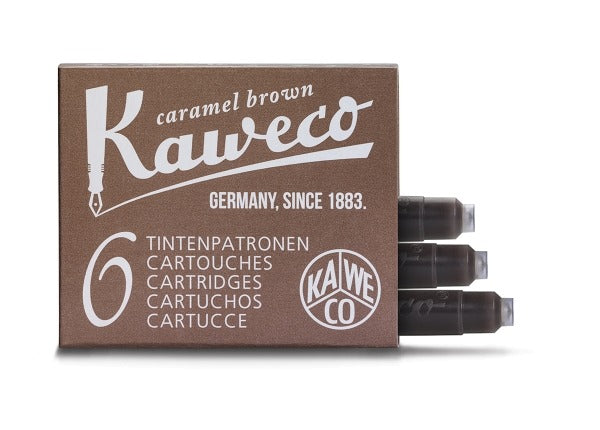 caramel brown
Kaweco
GERMANY, SINCE 1883.
6
TINTENPATRONEN
CARTOUCHES
CARTRIDGES
CARTUCHOS
CARTUCCE
KA WE
CO